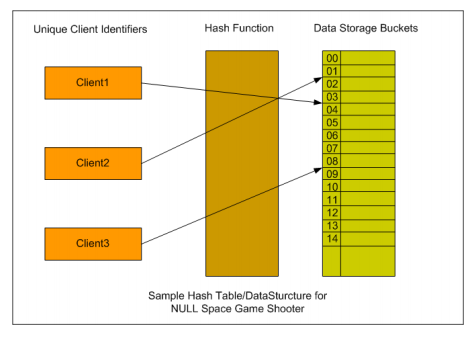 Unique Client Identifiers
Hash Function
Data Storage Buckets
Client1
Client2
Client3
00
01
02
03
04
05
06
07
08
09
10
11
12
13
14
Sample Hash Table/DataSturcture for
NULL Space Game Shooter